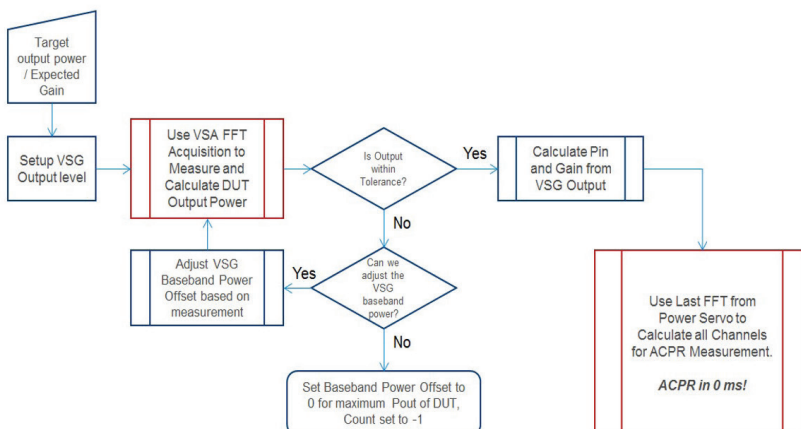 Target
output power
/ Expected
Gain
Setup VSG
Output level
Use VSA FFT
Acquisition to
Measure and
Calculate DUT
Output Power
Is Output
within
Tolerance?
Yes
Calculate Pin
and Gain from
VSG Output
No
Adjust VSG
Baseband Power
Offset based on
measurement
Yes
Can we
adjust the
VSG
baseband
power?
No
Set Baseband Power Offset to
0 for maximum Pout of DUT,
Count set to -1
Use Last FFT from
Power Servo to
Calculate all Channels
for ACPR Measurement.
ACPR in 0 ms!